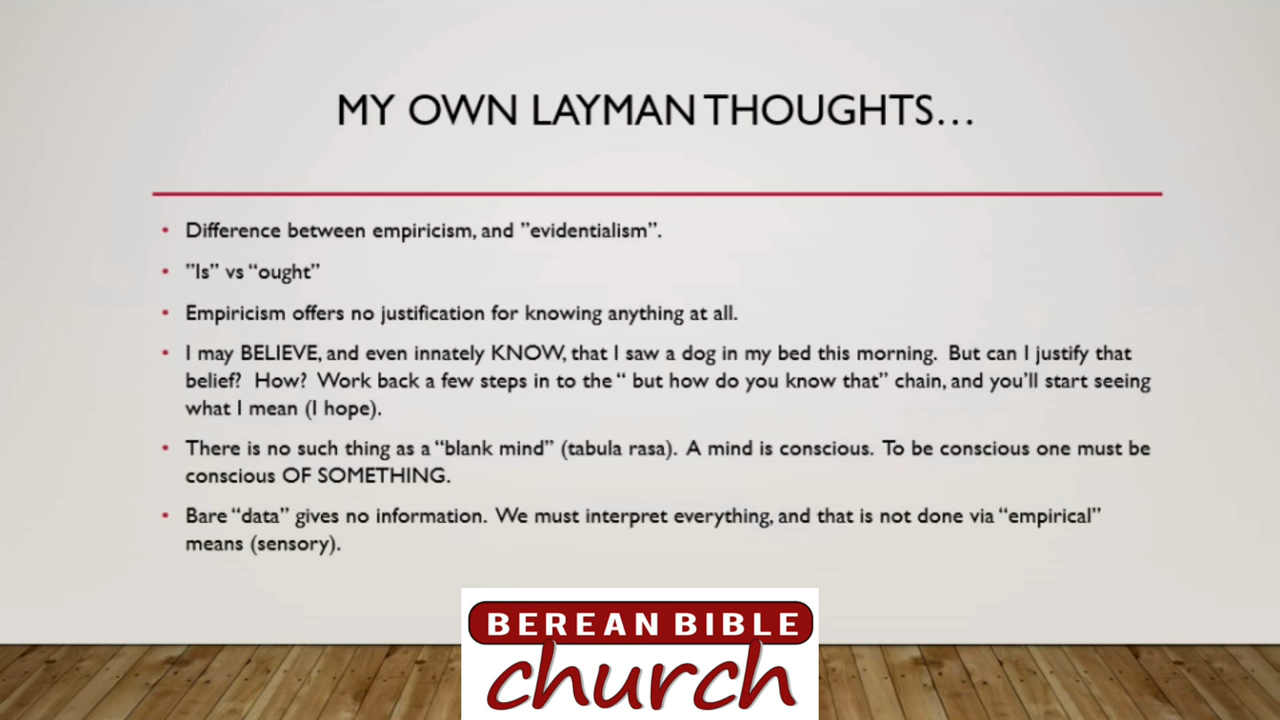 MY OWN LAYMAN THOUGHTS...
• Difference between empiricism, and ”evidentialism”.
• ”Is” vs “ought”
• Empiricism offers no justification for knowing anything at all.
• I may BELIEVE, and even innately KNOW, that I saw a dog in my bed this morning.  But can I justify that
belief?  How?  Work back a few steps in to the “ but how do you know that” chain, and you’ll start seeing
what I mean (I hope).
• There is no such thing as a “blank mind” (tabula rasa).  A mind is conscious.  To be conscious one must be
conscious OF SOMETHING.
• Bare “data” gives no information.  We must interpret everything, and that is not done via “empirical”
means (sensory).
BEREAN BIBLE
church